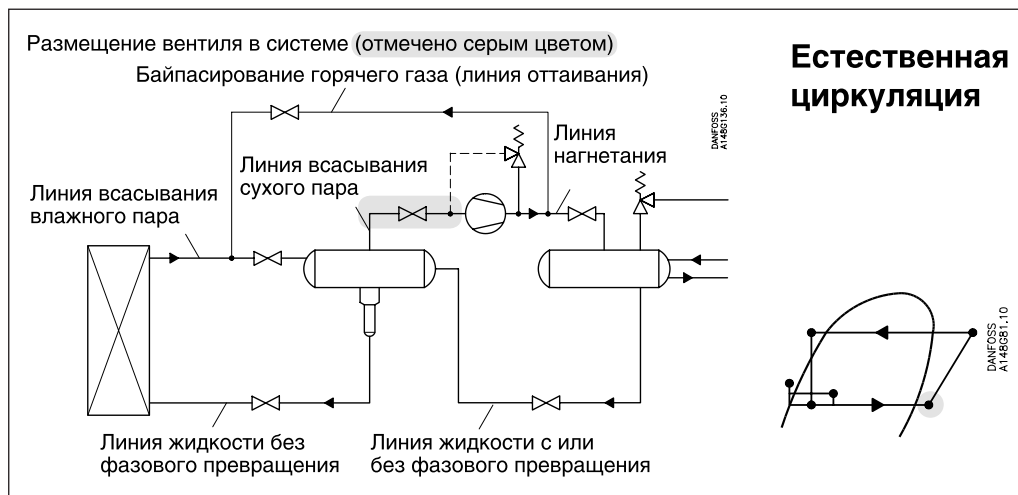 Размещение вентиля в системе (отмечено серым цветом)
Байпасирование горячего газа (линия оттаивания)
Естественная
циркуляция
DANFOSS
A148G136.10
Линия
нагнетания
Линия всасывания
сухого пара
Линия всасывания
влажного пара
DANFOSS
A148G81.10
Линия жидкости без
фазового превращения
Линия жидкости с или
без фазового превращения